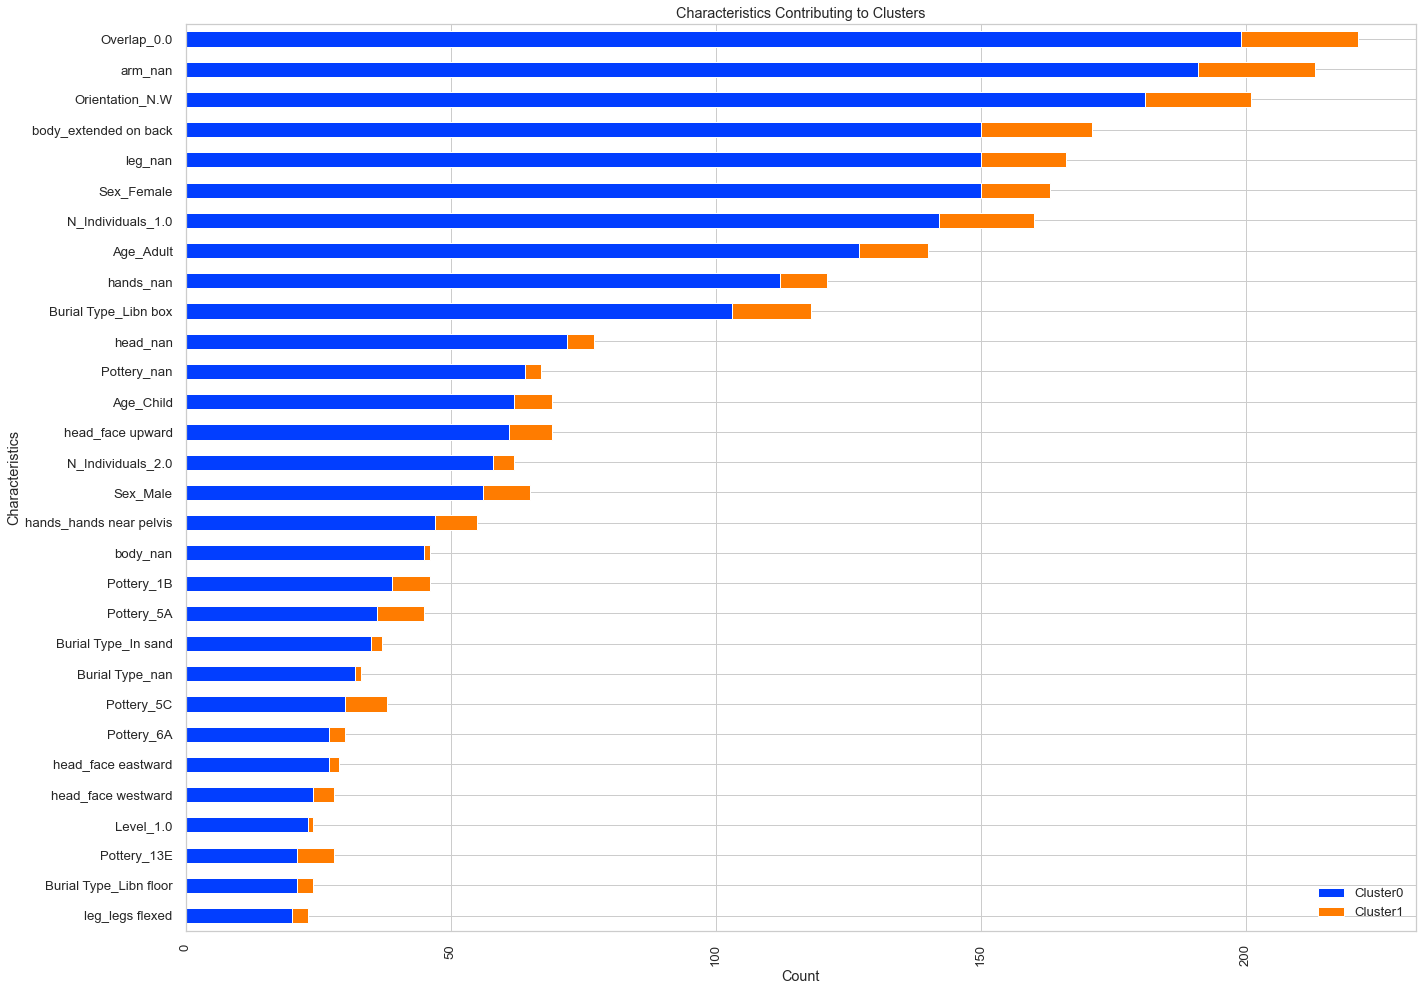 Characteristics Contributing to Clusters
Overlap_0.0
arm_nan
Orientation_N.W
body_extended on back
leg_nan
Sex_Female
N_Individuals_1.0
Age_Adult
hands_nan
Burial Type_Libn box
head_nan
Pottery_nan
Age_Child
head_face upward
N_Individuals_2.0
Sex_Male
hands_hands near pelvis
body_nan
Pottery_1B
Pottery_5A
Burial Type_In sand
Burial Type_nan
Pottery_5C
Pottery_6A
head_face eastward
head_face westward
Level_1.0
Pottery_13E
Burial Type_Libn floor
leg_legs flexed
Characteristics
Cluster0
Cluster1
0 50 100 150 200
Count